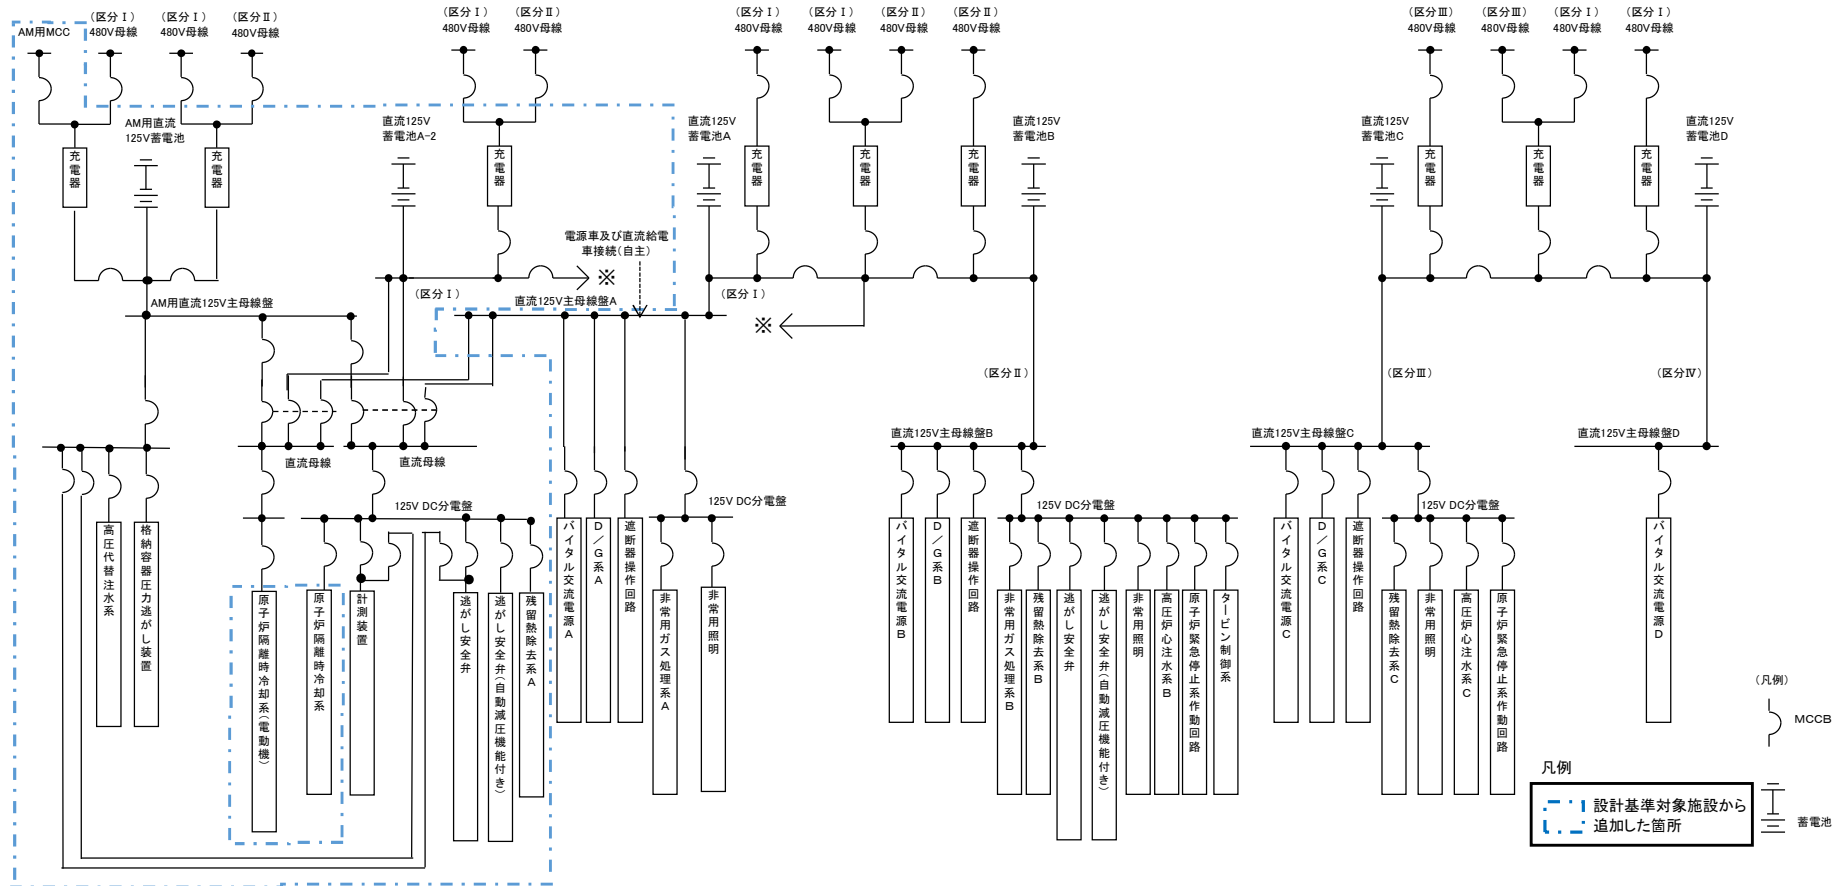 AM用MCC
(区分Ⅰ)
480V母線
(区分Ⅰ)
480V母線
(区分Ⅱ)
480V母線
(区分Ⅰ)
480V母線
(区分Ⅱ)
480V母線
(区分Ⅰ)
480V母線
(区分Ⅰ)
480V母線
(区分Ⅱ)
480V母線
(区分Ⅱ)
480V母線
(区分Ⅲ)
480V母線
(区分Ⅲ)
480V母線
(区分Ⅰ)
480V母線
(区分Ⅰ)
480V母線
充電器
AM用直流
125V蓄電池
充電器
直流125V
蓄電池A-2
充電器
直流125V
蓄電池A
充電器
充電器
充電器
直流125V
蓄電池B
直流125V
蓄電池C
充電器
充電器
充電器
直流125V
蓄電池D
電源車及び直流給電
車接続(自主)
※
(区分Ⅰ)
(区分Ⅰ)
AM用直流125V主母線盤
直流125V主母線盤A
※
(区分Ⅱ)
(区分Ⅲ)
(区分Ⅳ)
直流母線
直流母線
直流125V主母線盤B
直流125V主母線盤C
直流125V主母線盤D
125V DC分電盤
125V DC分電盤
125V DC分電盤
125V DC分電盤
高圧代替注水系
格納容器圧力逃がし装置
原子炉隔離時冷却系(電動機)
原子炉隔離時冷却系
計測装置
逃がし安全弁
逃がし安全弁(自動減圧機能付き)
残留熱除去系A
バイタル交流電源A
D/G系A
遮断器操作回路
非常用ガス処理系A
非常用照明
バイタル交流電源B
D/G系B
遮断器操作回路
非常用ガス処理系B
残留熱除去系B
逃がし安全弁
逃がし安全弁(自動減圧機能付き)
非常用照明
高圧炉心注水系B
原子炉緊急停止系作動回路
タービン制御系
バイタル交流電源C
D/G系C
遮断器操作回路
残留熱除去系C
非常用照明
高圧炉心注水系C
原子炉緊急停止系作動回路
バイタル交流電源D
(凡例)
MCCB
蓄電池
凡例
設計基準対象施設から
追加した箇所